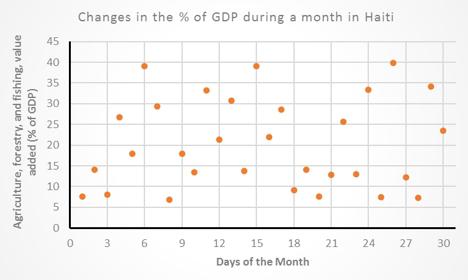 Changes in the % of GDP during a month in Haiti
Agriculture, forestry, and fishing, value
added (% of GDP)
45
40
35
30
25
20
15
10
5
0
0 3 6 9 12 15 18 21 24 27 30
Days of the Month